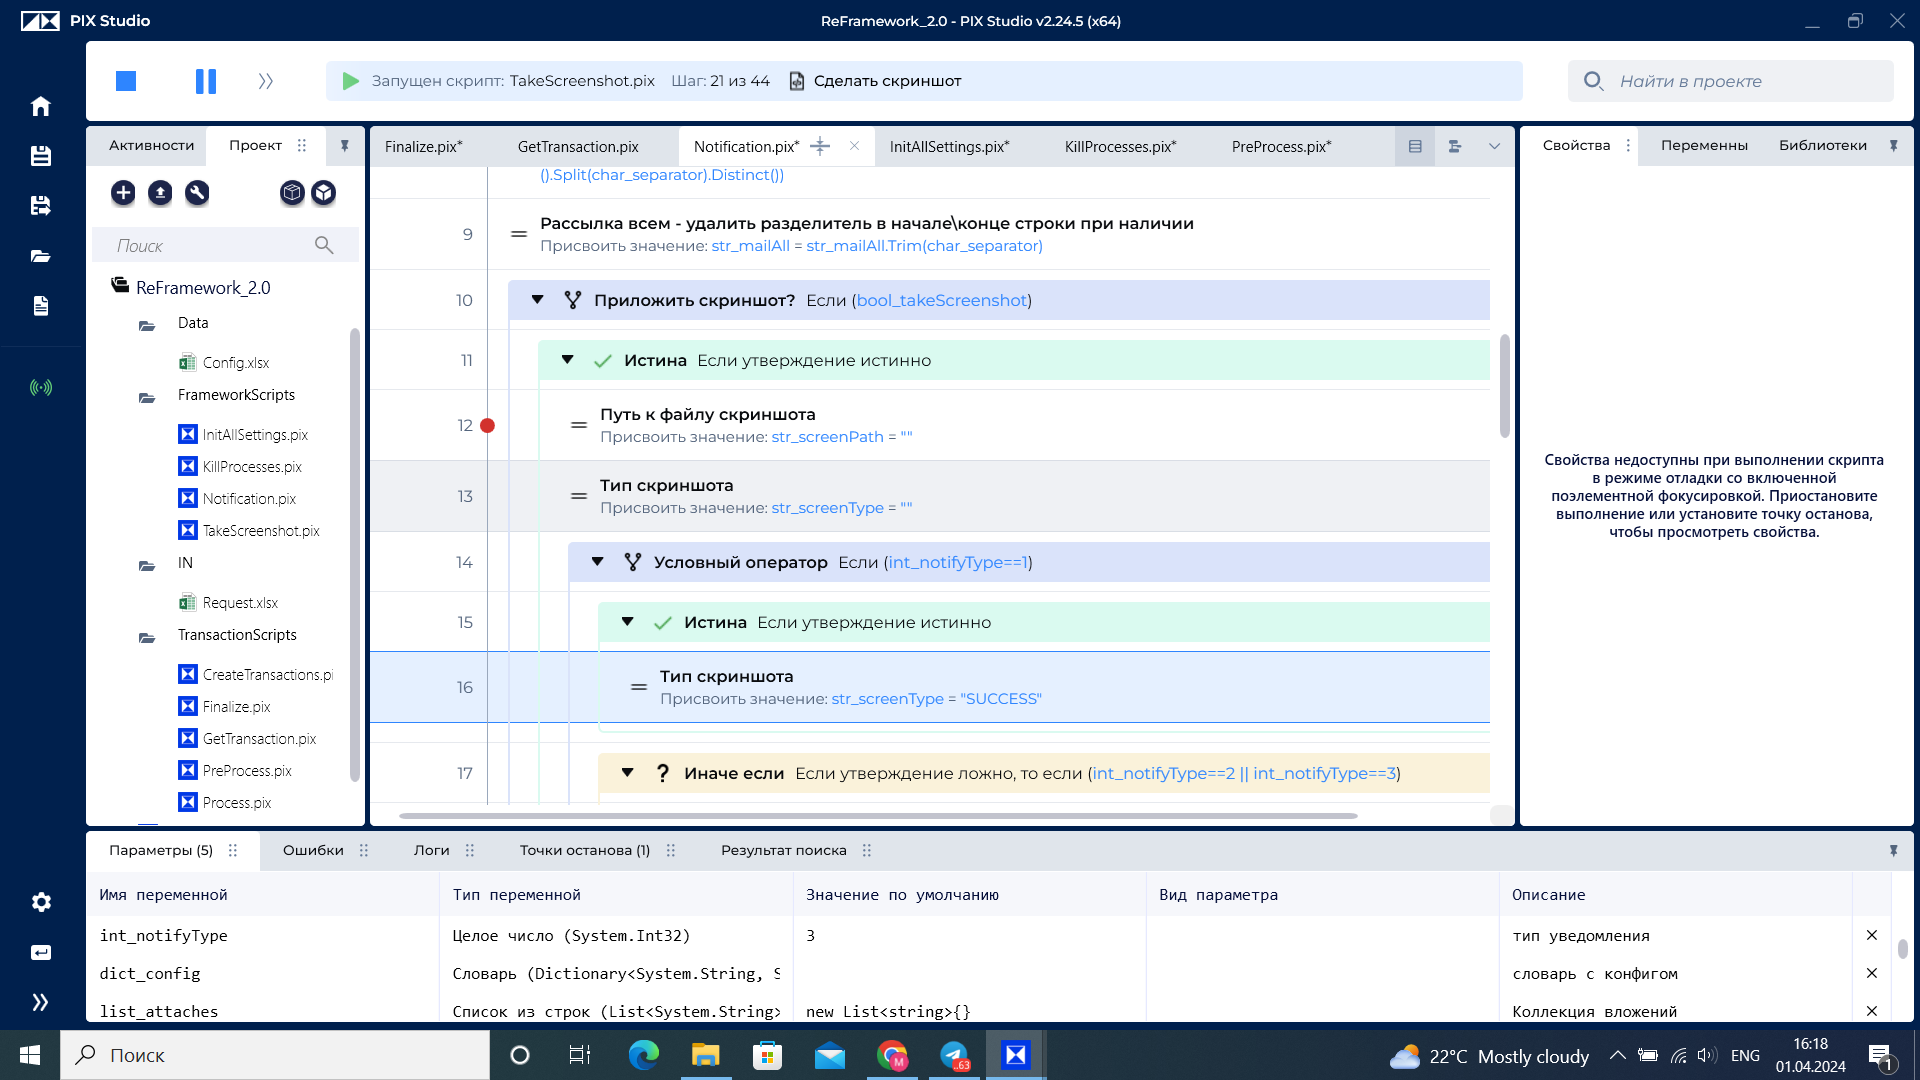 PIX Studio
ReFramework_2.0 - PIX Studio v2.24.5 (x64)
Запущен скрипт: TakeScreenshot.pix Шаг: 21 из 44 Сделать скриншот
Найти в проекте
Активности
Проект
Поиск
ReFramework_2.0
Data
Config.xlsx
FrameworkScripts
InitAllSettings.pix
KillProcesses.pix
Notification.pix
TakeScreenshot.pix
IN
Request.xlsx
TransactionScripts
CreateTransactions.pi
Finalize.pix
GetTransaction.pix
PreProcess.pix
Process.pix
Finalize.pix*
GetTransaction.pix
Notification.pix*
InitAllSettings.pix*
KillProcesses.pix*
PreProcess.pix*
().Split(char_separator).Distinct())
9
Рассылка всем - удалить разделитель в начале\конце строки при наличии
Присвоить значение: str_mailAll = str_mailAll.Trim(char_separator)
10 Приложить скриншот? Если (bool_takeScreenshot)
11 Истина Если утверждение истинно
12
Путь к файлу скриншота
Присвоить значение: str_screenPath = ""
13
Тип скриншота
Присвоить значение: str_screenType = ""
14 Условный оператор Если (int_notifyType==1)
15 Истина Если утверждение истинно
16
Тип скриншота
Присвоить значение: str_screenType = "SUCCESS"
17 ? Иначе если Если утверждение ложно, то если (int_notifyType==2 || int_notifyType==3)
Свойства
Переменны
Библиотеки
Свойства недоступны при выполнении скрипта
в режиме отладки со включенной
поэлементной фокусировкой. Приостановите
выполнение или установите точку останова,
чтобы просмотреть свойства.
Параметры (5)
Ошибки
Логи
Точки останова (1)
Результат поиска
Имя переменной Тип переменной Значение по умолчанию Вид параметра Описание
int_notifyType Целое число (System.Int32) 3 тип уведомления
dict_config Словарь (Dictionary<System.String, S словарь с конфигом
list_attaches Список из строк (List<System.String> new List<string>{} Коллекция вложений
Поиск
M
..63
22°C Mostly cloudy
ENG
16:18
01.04.2024
1